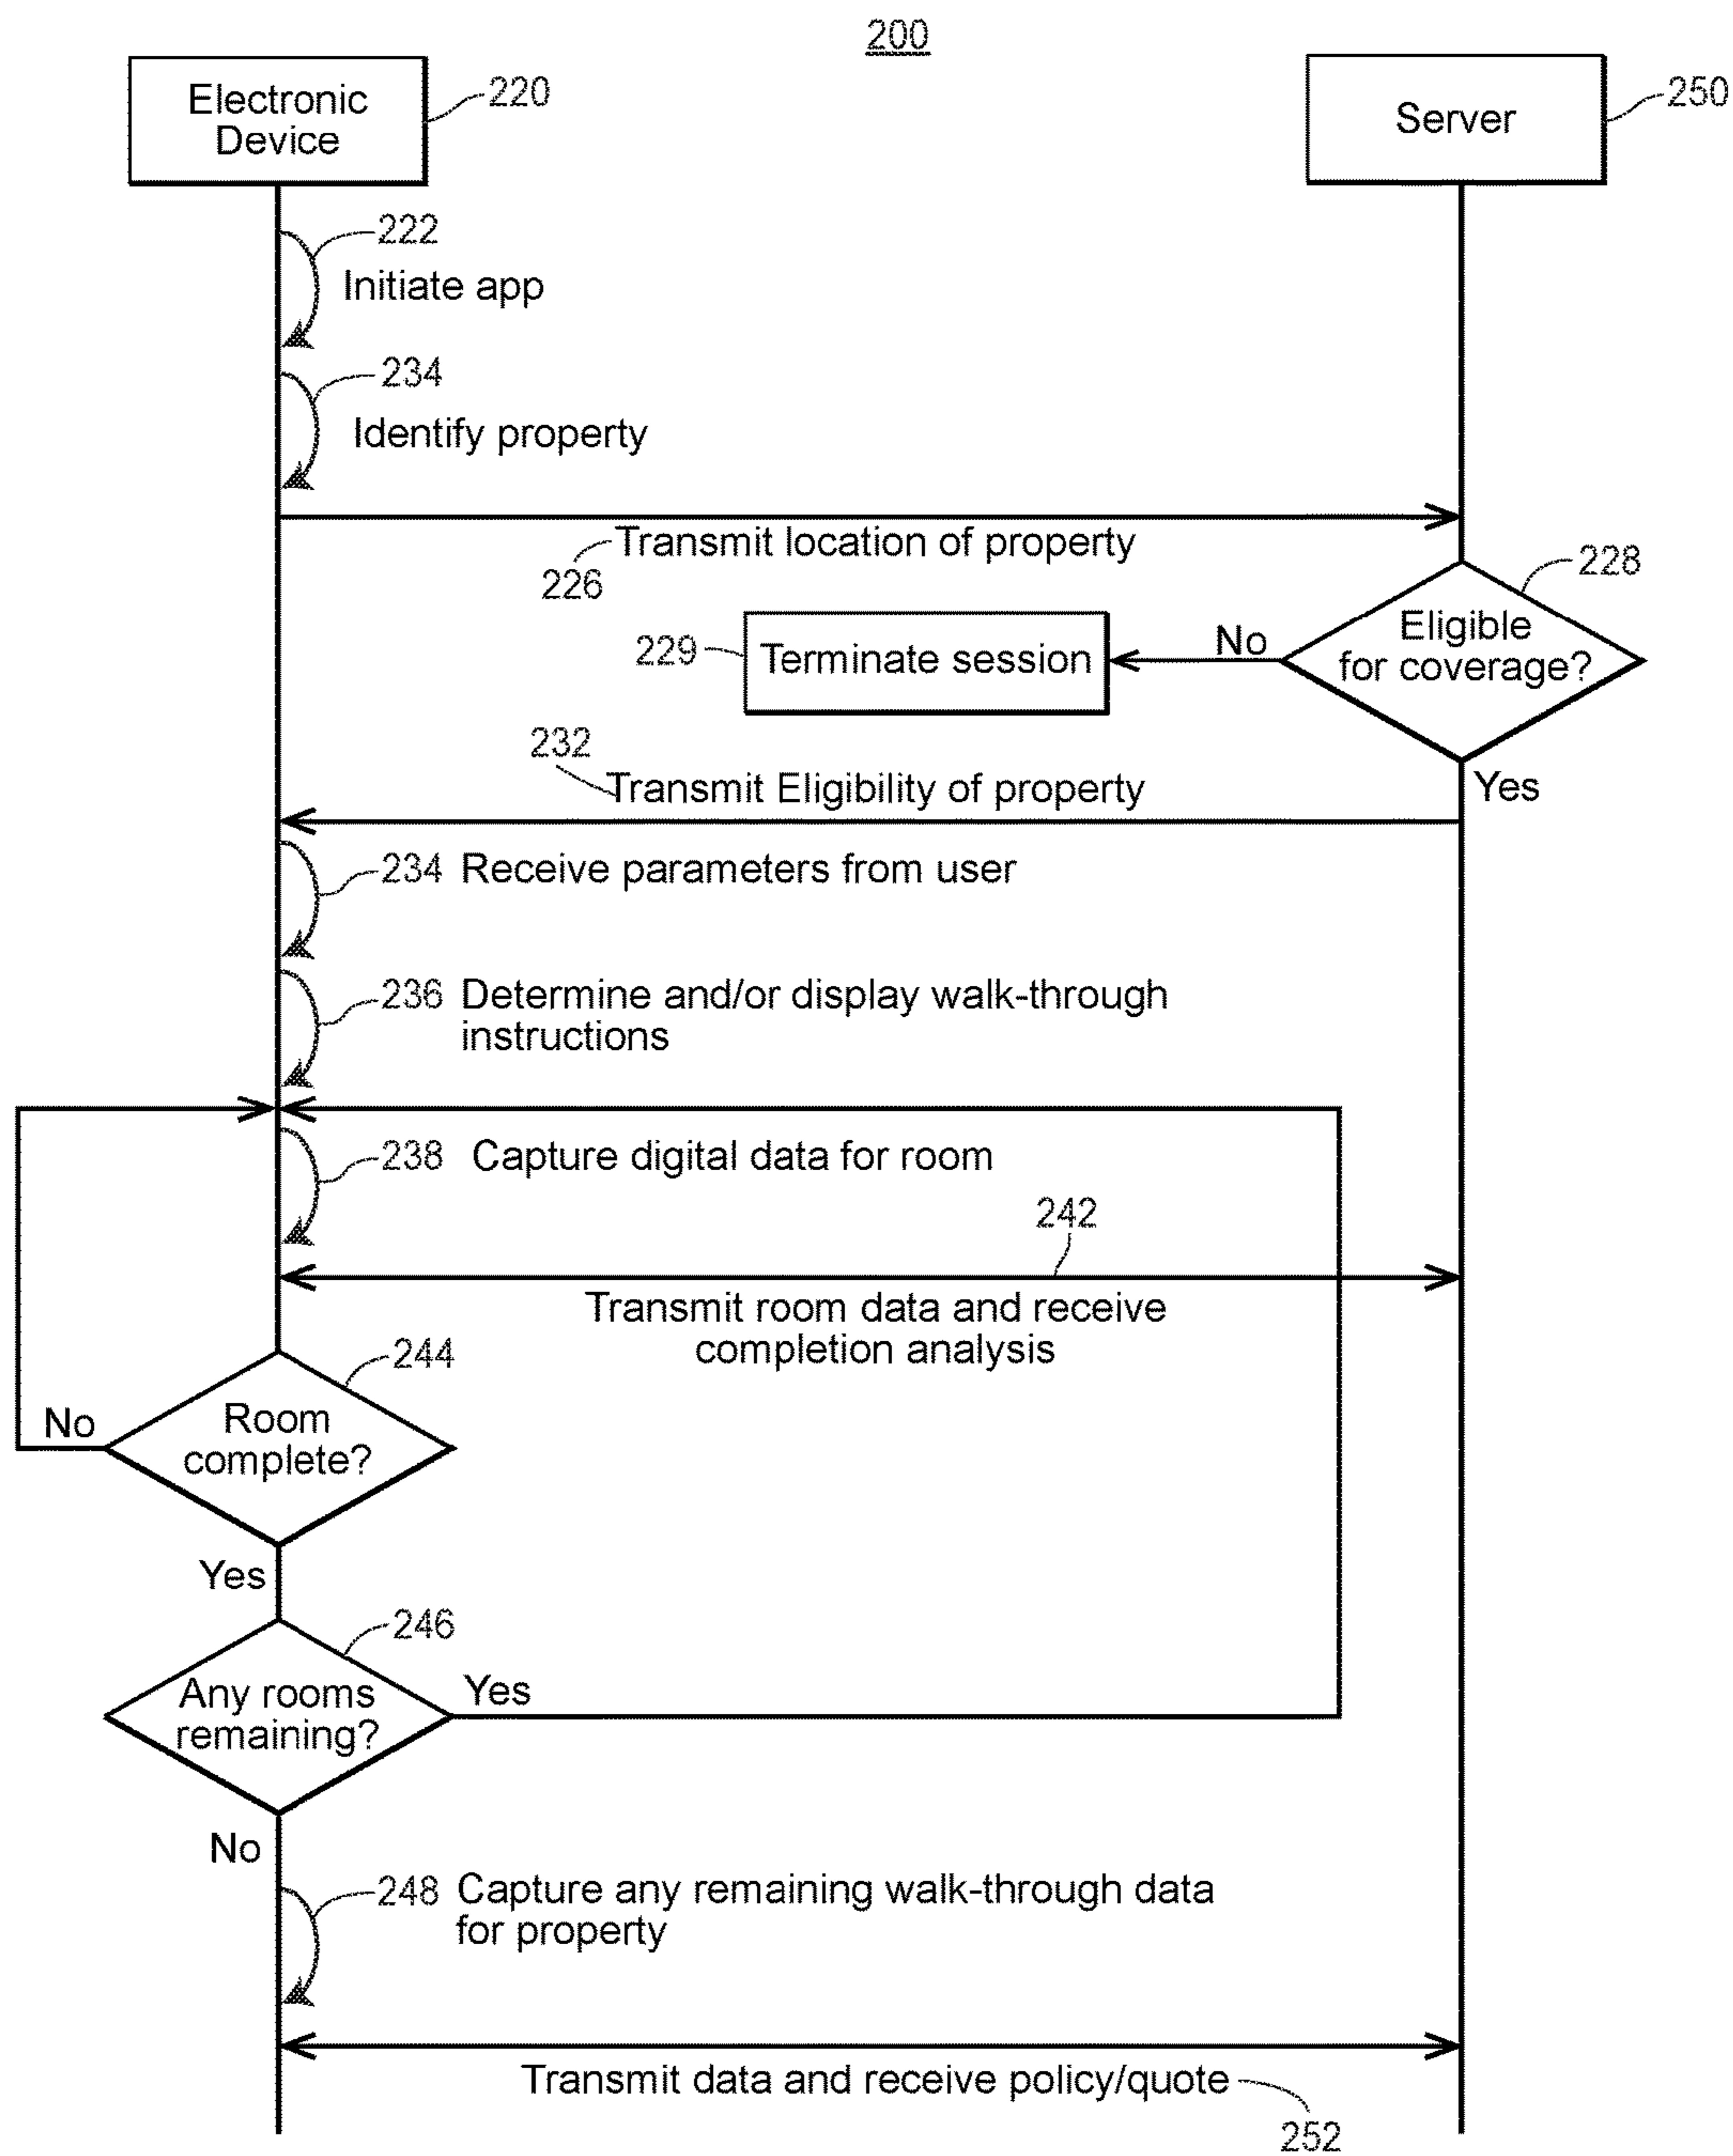 200
Electronic
Device
220
Server
250
222
Initiate app
234
Identify property
Transmit location of property
226
228
Eligible
for coverage?
No
229
Terminate session
232
Transmit Eligibility of property
Yes
234 Receive parameters from user
236 Determine and/or display walk-through
instructions
238 Capture digital data for room
242
Transmit room data and receive
completion analysis
244
Room
complete?
No
Yes
246
Any rooms
remaining?
Yes
No
248 Capture any remaining walk-through data
for property
Transmit data and receive policy/quote
252